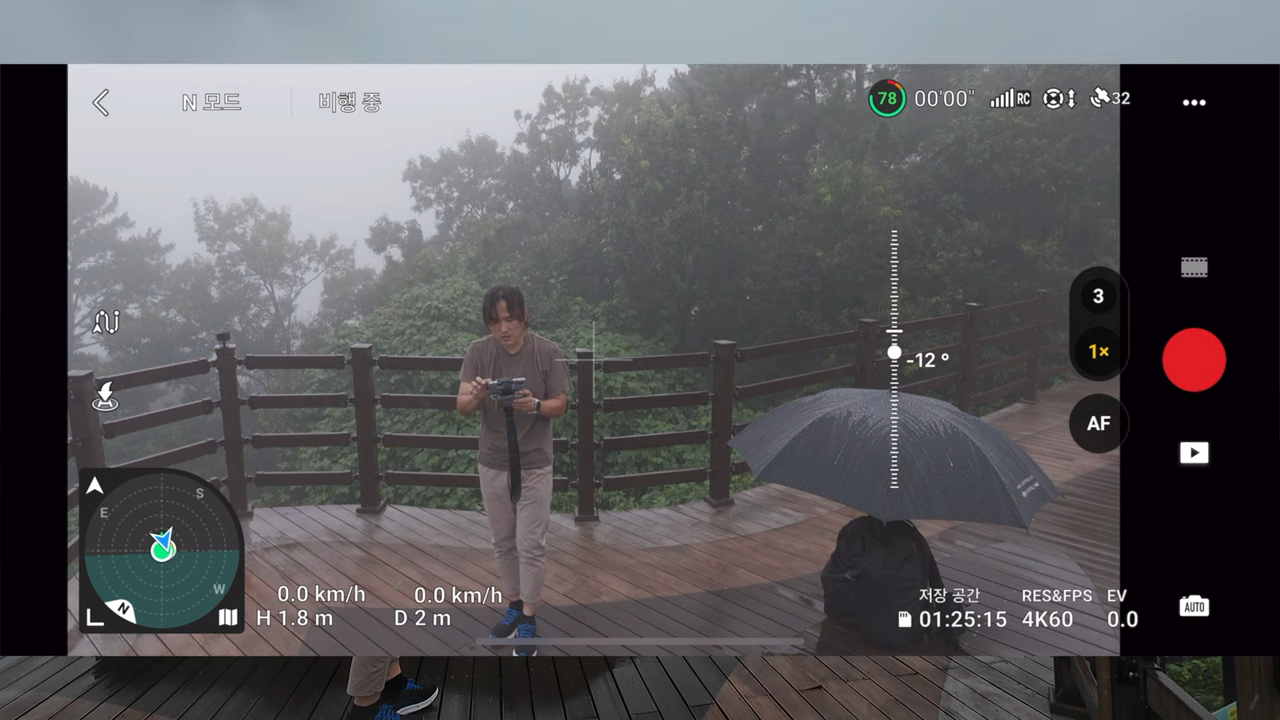 N 모드
비행 중
78
00'00"
RC
32
3
1×
-12 °
AF
S
E
W
N
0.0 km/h
0.0 km/h
H 1.8 m
D 2 m
저장 공간
RES&FPS
EV
01:25:15
4K60
0.0
AUTO